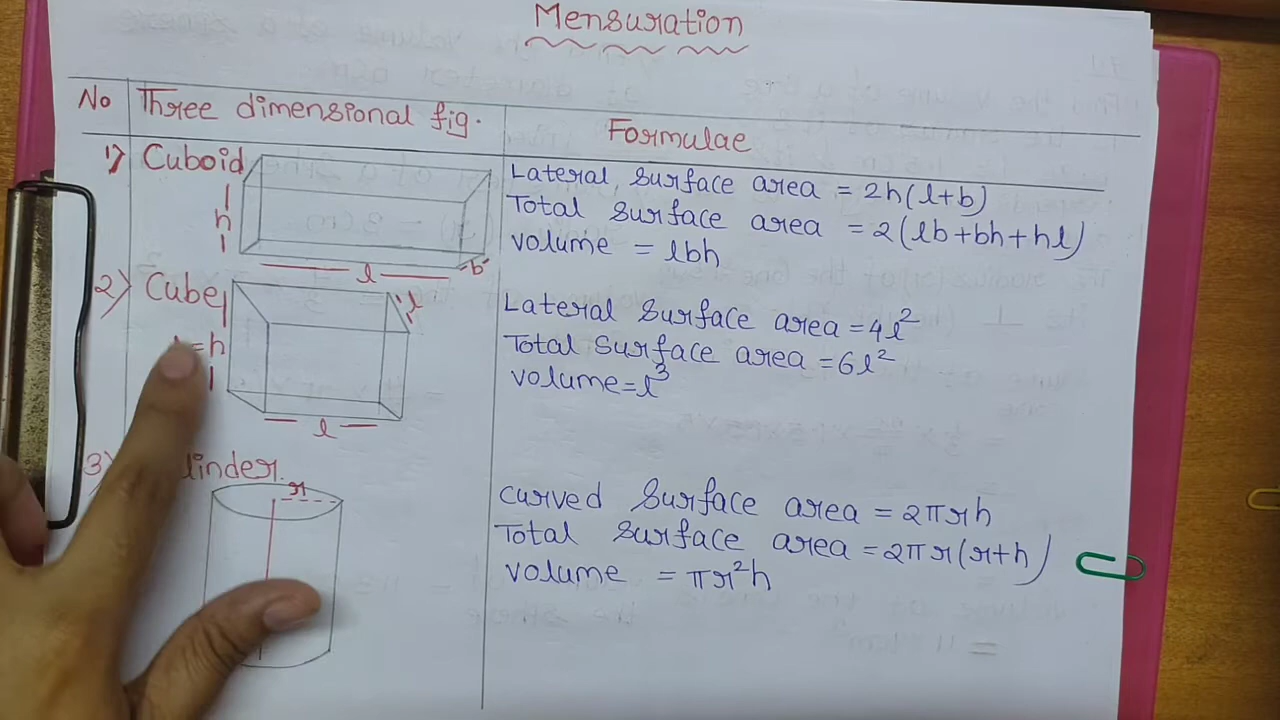 Mensuration
No Three dimensional fig. Formulae
1) Cuboid
h
l
b
Lateral surface area = 2h(l+b)
Total surface area = 2(lb+bh+hl)
volume = lbh
2) Cube
l
=h
l
Lateral surface area = 4l²
Total surface area = 6l²
volume = l³
3) linder.
r
curved surface area = 2πrh
Total surface area = 2πr(r+h)
volume = πr²h